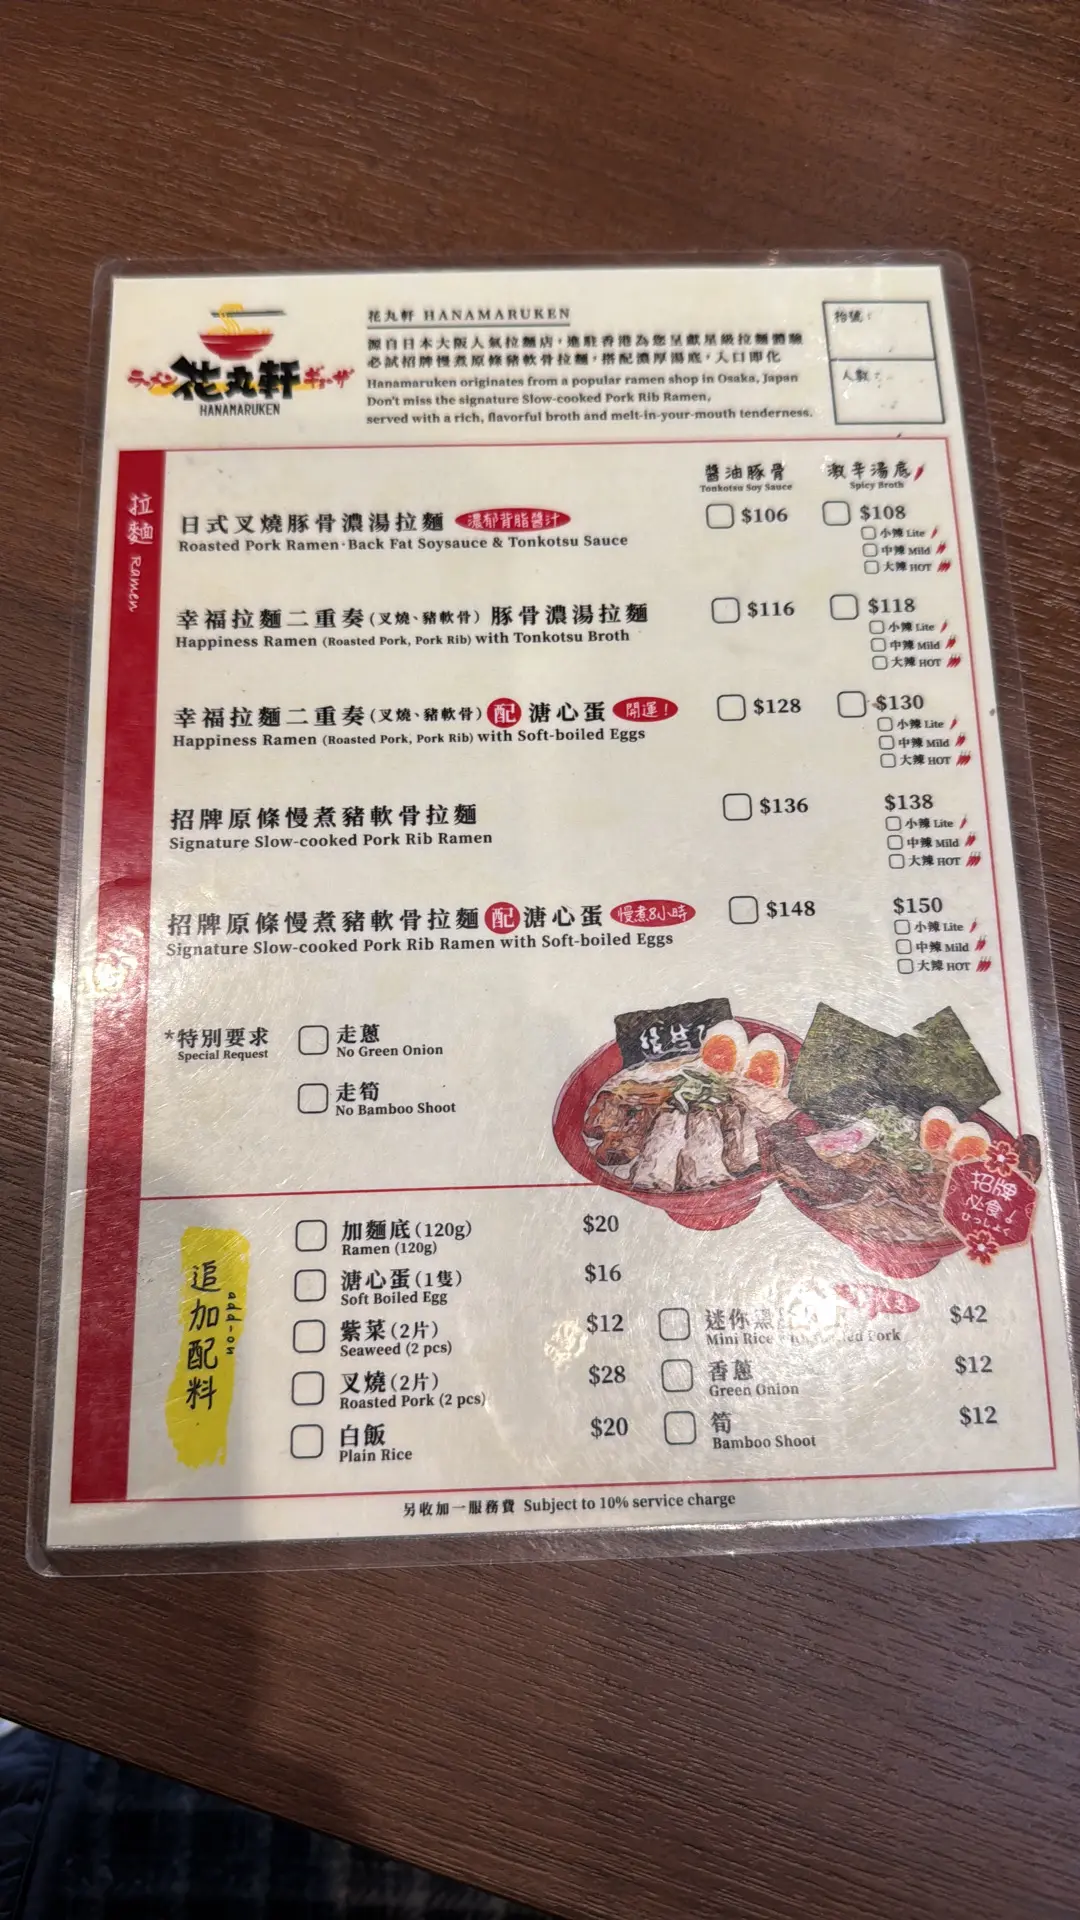 ラーメン 花丸軒 ギョーザ
HANAMARUKEN
花丸軒 HANAMARUKEN
源自日本大阪人氣拉麵店，進駐香港為您呈獻星級拉麵體驗
必試招牌慢煮原條豬軟骨拉麵，搭配濃厚湯底，入口即化
Hanamaruken originates from a popular ramen shop in Osaka, Japan
Don't miss the signature Slow-cooked Pork Rib Ramen,
served with a rich, flavorful broth and melt-in-your-mouth tenderness.
枱號：
人數：
拉麵 Ramen
醬油豚骨
Tonkotsu Soy Sauce
激辛湯底
Spicy Broth
日式叉燒豚骨濃湯拉麵 濃郁背脂醬汁 $106 $108
Roasted Pork Ramen·Back Fat Soysauce & Tonkotsu Sauce
小辣 Lite
中辣 Mild
大辣 HOT
幸福拉麵二重奏(叉燒、豬軟骨) 豚骨濃湯拉麵 $116 $118
Happiness Ramen (Roasted Pork, Pork Rib) with Tonkotsu Broth
小辣 Lite
中辣 Mild
大辣 HOT
幸福拉麵二重奏(叉燒、豬軟骨) 配 溏心蛋 開運！ $128 $130
Happiness Ramen (Roasted Pork, Pork Rib) with Soft-boiled Eggs
小辣 Lite
中辣 Mild
大辣 HOT
招牌原條慢煮豬軟骨拉麵 $136 $138
Signature Slow-cooked Pork Rib Ramen
小辣 Lite
中辣 Mild
大辣 HOT
招牌原條慢煮豬軟骨拉麵 配 溏心蛋 慢煮8小時 $148 $150
Signature Slow-cooked Pork Rib Ramen with Soft-boiled Eggs
小辣 Lite
中辣 Mild
大辣 HOT
*特別要求
Special Request
走蔥
No Green Onion
走筍
No Bamboo Shoot
招牌
必食！
ひっしょく
追加配料
add-on
加麵底(120g) $20
Ramen (120g)
溏心蛋(1隻) $16
Soft Boiled Egg
紫菜(2片) $12
Seaweed (2 pcs)
叉燒(2片) $28
Roasted Pork (2 pcs)
白飯 $20
Plain Rice
迷你 $42
Mini Rice Pork
香蔥 $12
Green Onion
筍 $12
Bamboo Shoot
另收加一服務費 Subject to 10% service charge